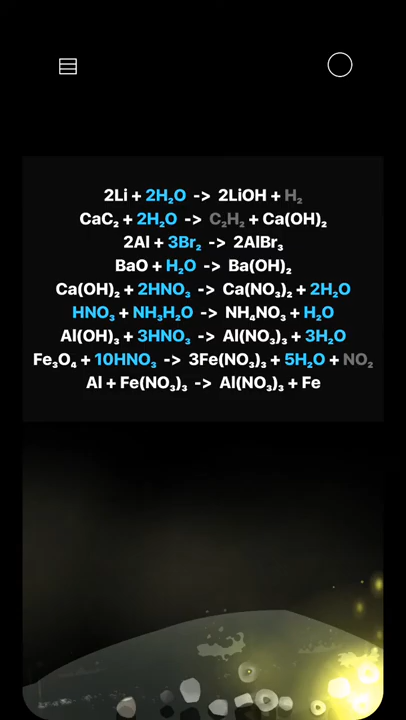 2Li + 2H₂O -> 2LiOH + H₂
CaC₂ + 2H₂O -> C₂H₂ + Ca(OH)₂
2Al + 3Br₂ -> 2AlBr₃
BaO + H₂O -> Ba(OH)₂
Ca(OH)₂ + 2HNO₃ -> Ca(NO₃)₂ + 2H₂O
HNO₃ + NH₃H₂O -> NH₄NO₃ + H₂O
Al(OH)₃ + 3HNO₃ -> Al(NO₃)₃ + 3H₂O
Fe₃O₄ + 10HNO₃ -> 3Fe(NO₃)₃ + 5H₂O + NO₂
Al + Fe(NO₃)₃ -> Al(NO₃)₃ + Fe